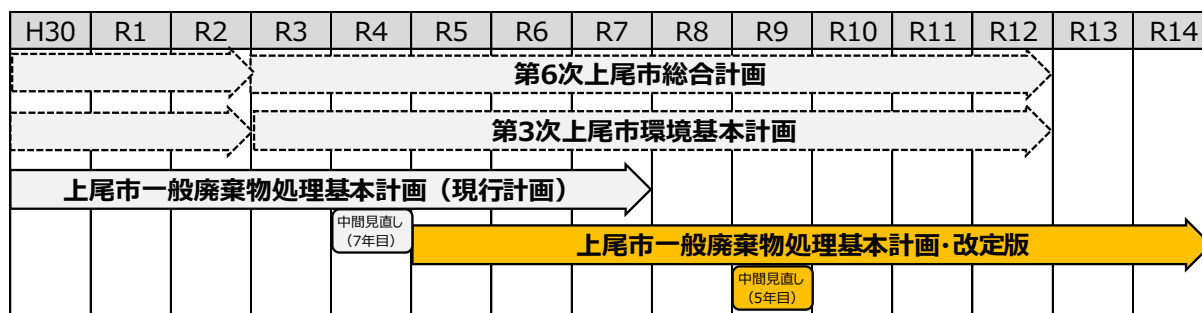 H30 R1 R2 R3 R4 R5 R6 R7 R8 R9 R10 R11 R12 R13 R14
第6次上尾市総合計画
第3次上尾市環境基本計画
上尾市一般廃棄物処理基本計画（現行計画）
中間見直し
（7年目）
上尾市一般廃棄物処理基本計画・改定版
中間見直し
（5年目）